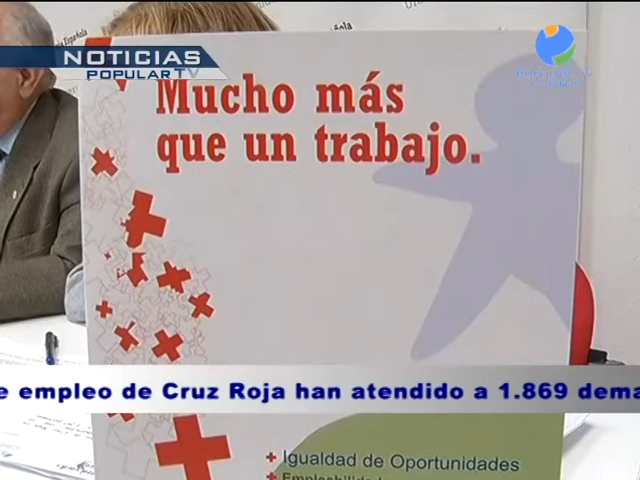 NOTICIAS
POPULAR TV
Mucho más
que un trabajo.
e empleo de Cruz Roja han atendido a 1.869 dema
+ Igualdad de Oportunidades